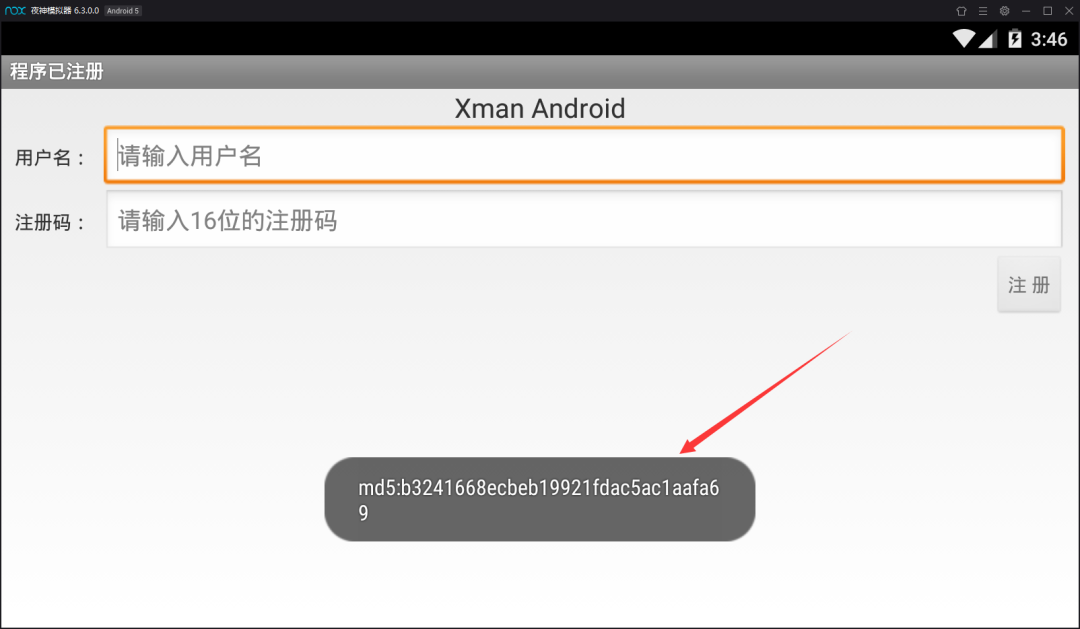 nox 夜神模拟器 6.3.0.0 Android 5
3:46
程序已注册
Xman Android
用户名： 请输入用户名
注册码： 请输入16位的注册码
注 册
md5:b3241668ecbeb19921fdac5ac1aafa6
9